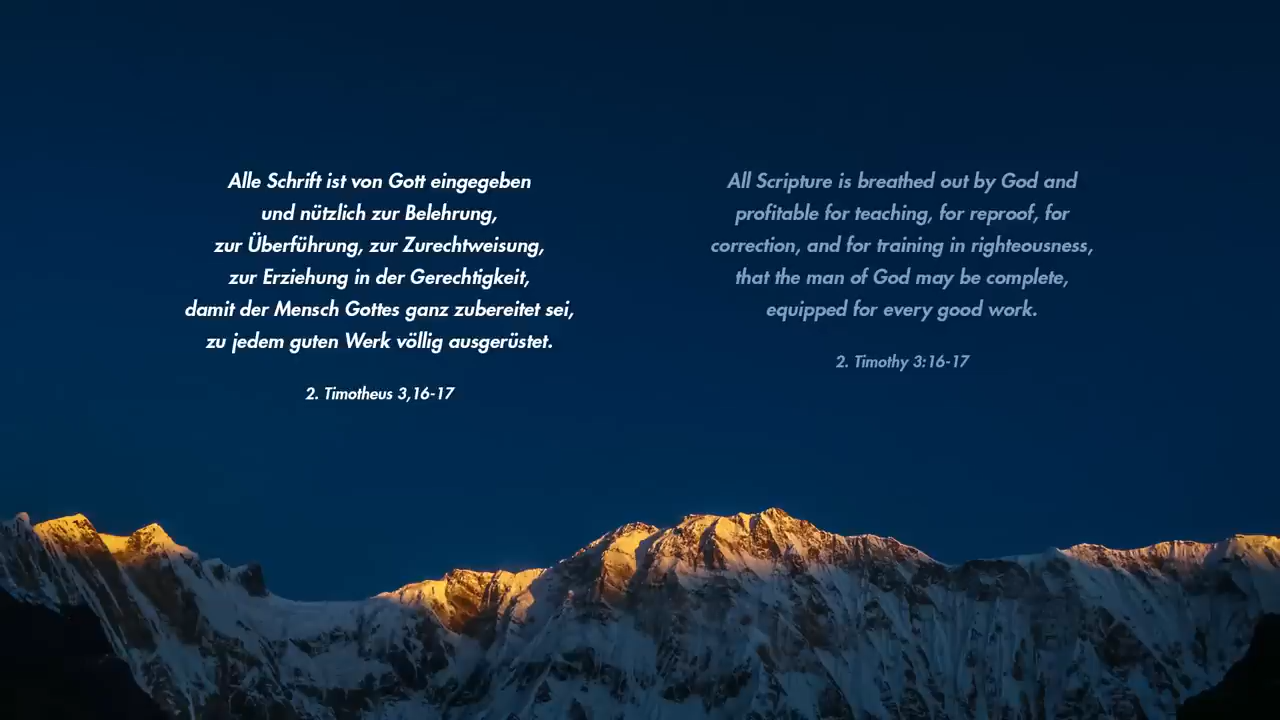 Alle Schrift ist von Gott eingegeben
und nützlich zur Belehrung,
zur Überführung, zur Zurechtweisung,
zur Erziehung in der Gerechtigkeit,
damit der Mensch Gottes ganz zubereitet sei,
zu jedem guten Werk völlig ausgerüstet.
2. Timotheus 3,16-17
All Scripture is breathed out by God and
profitable for teaching, for reproof, for
correction, and for training in righteousness,
that the man of God may be complete,
equipped for every good work.
2. Timothy 3:16-17